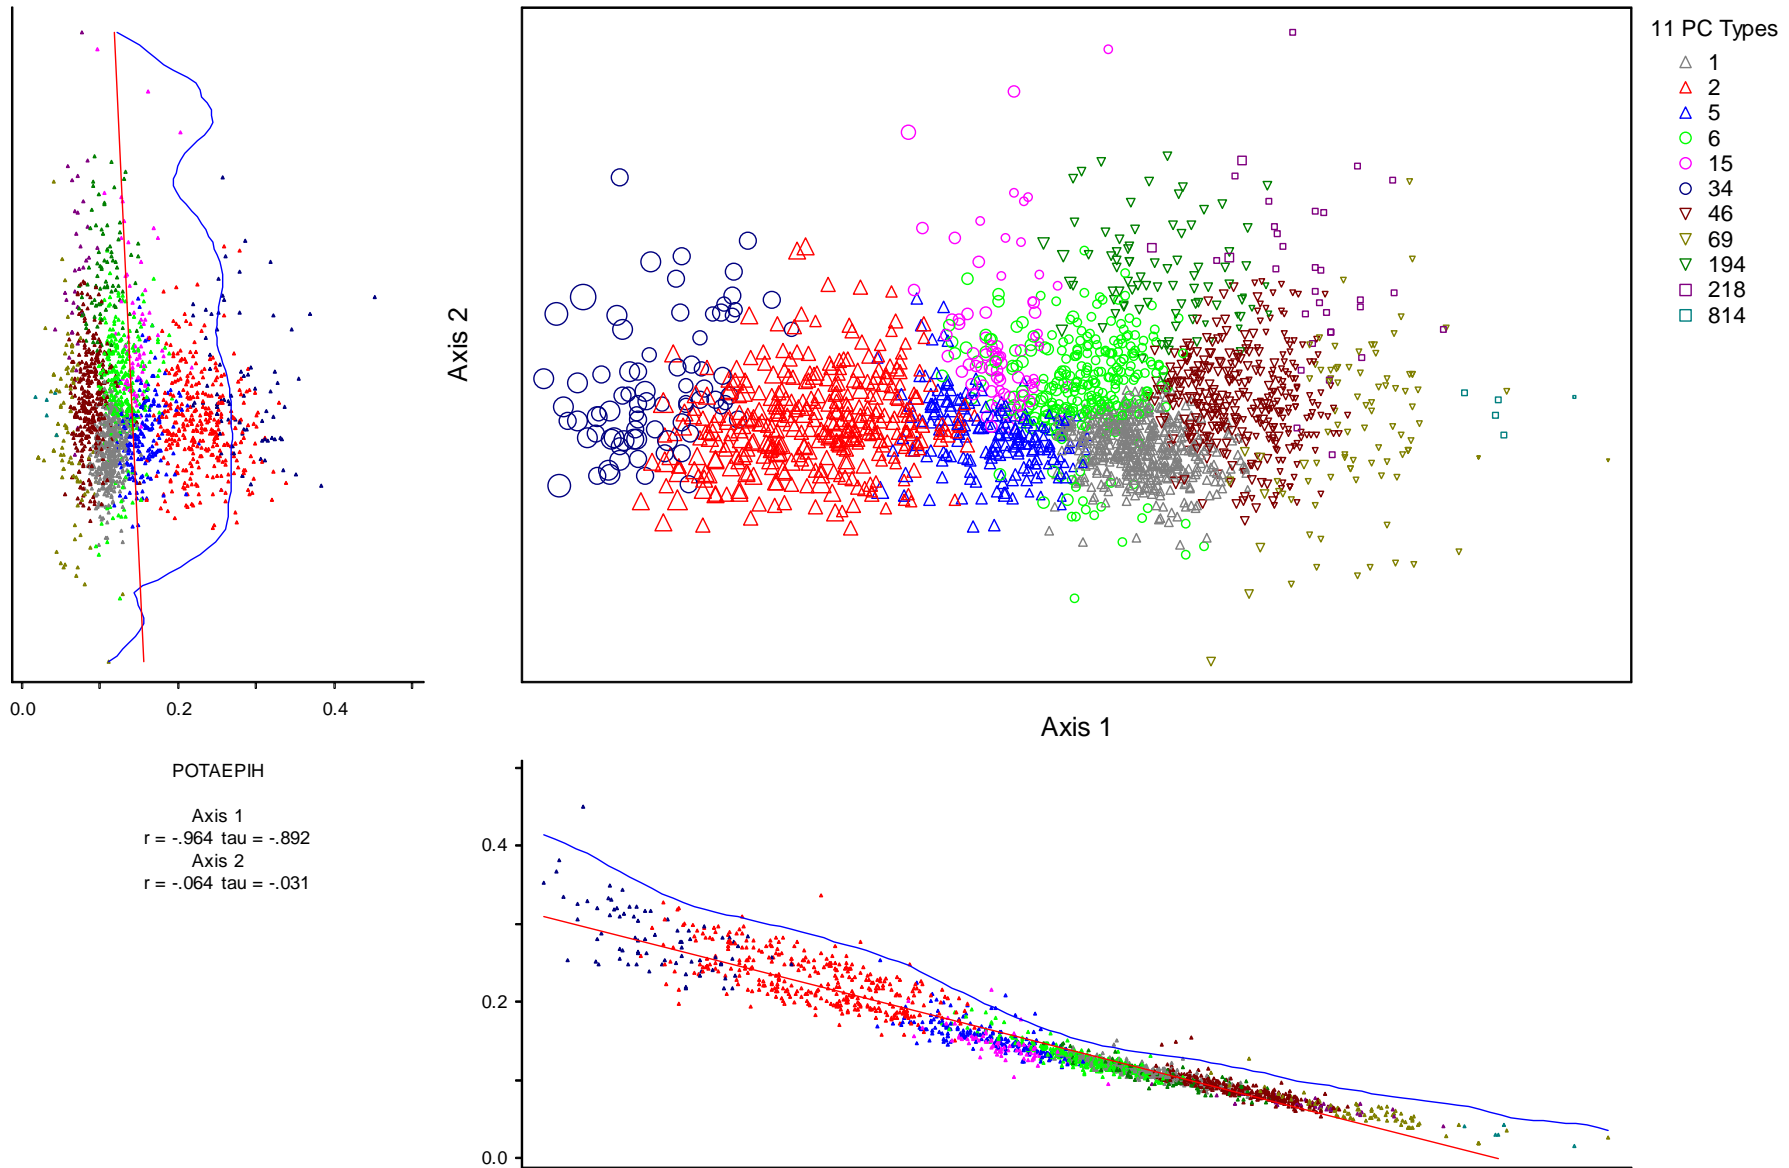 11 PC Types
1
2
5
6
15
34
46
69
194
218
814
Axis 2
0.0 0.2 0.4
Axis 1
POTAEPIH
Axis 1
r = -.964 tau = -.892
Axis 2
r = -.064 tau = -.031
0.4
0.2
0.0